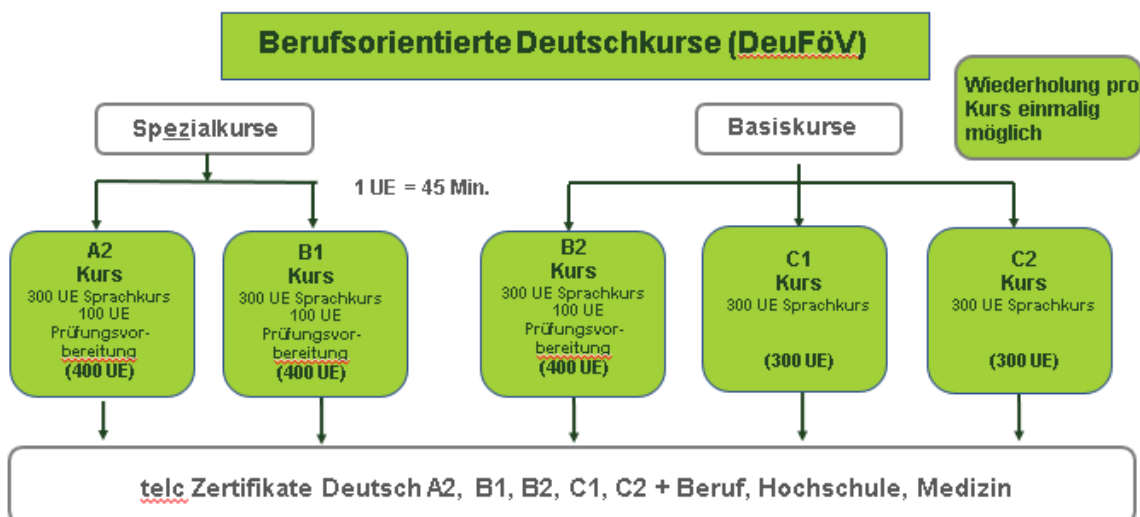 Berufsorientierte Deutschkurse (DeuFöV)
Wiederholung pro
Kurs einmalig
möglich
Spezialkurse
Basiskurse
1 UE = 45 Min.
A2
Kurs
300 UE Sprachkurs
100 UE
Prüfungsvor-
bereitung
(400 UE)
B1
Kurs
300 UE Sprachkurs
100 UE
Prüfungsvor-
bereitung
(400 UE)
B2
Kurs
300 UE Sprachkurs
100 UE
Prüfungsvor-
bereitung
(400 UE)
C1
Kurs
300 UE Sprachkurs
(300 UE)
C2
Kurs
300 UE Sprachkurs
(300 UE)
telc Zertifikate Deutsch A2, B1, B2, C1, C2 + Beruf, Hochschule, Medizin